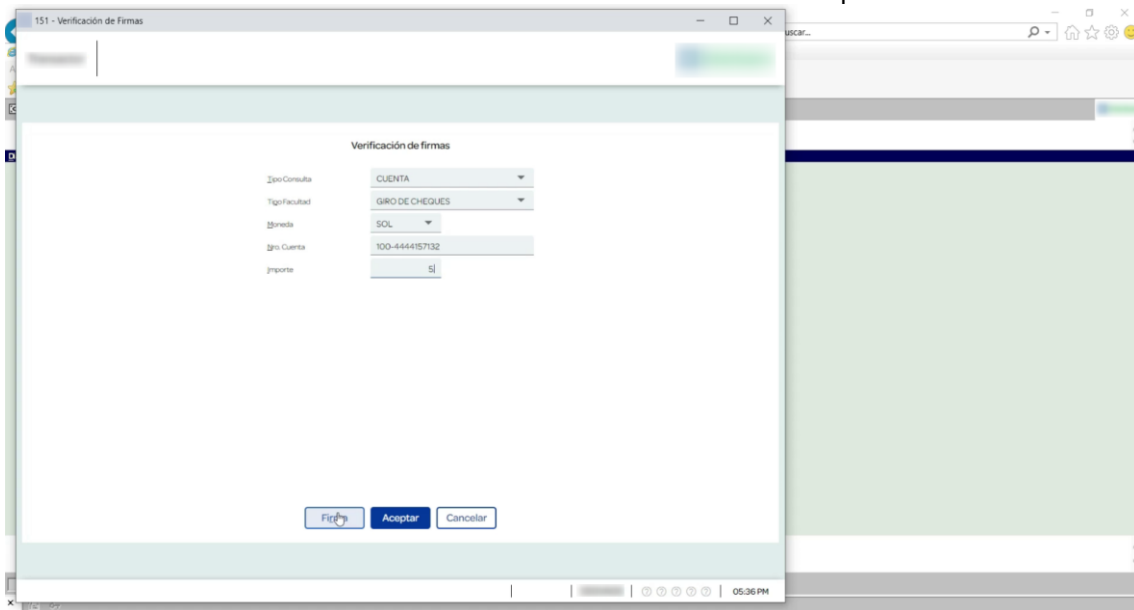 151 - Verificación de Firmas
uscar...
Verificación de firmas
Tipo Consulta CUENTA
Tigo Facultad GIRO DE CHEQUES
Moneda SOL
Nro. Cuenta 100-4444157132
Importe 5
Aceptar Cancelar
05:36 PM